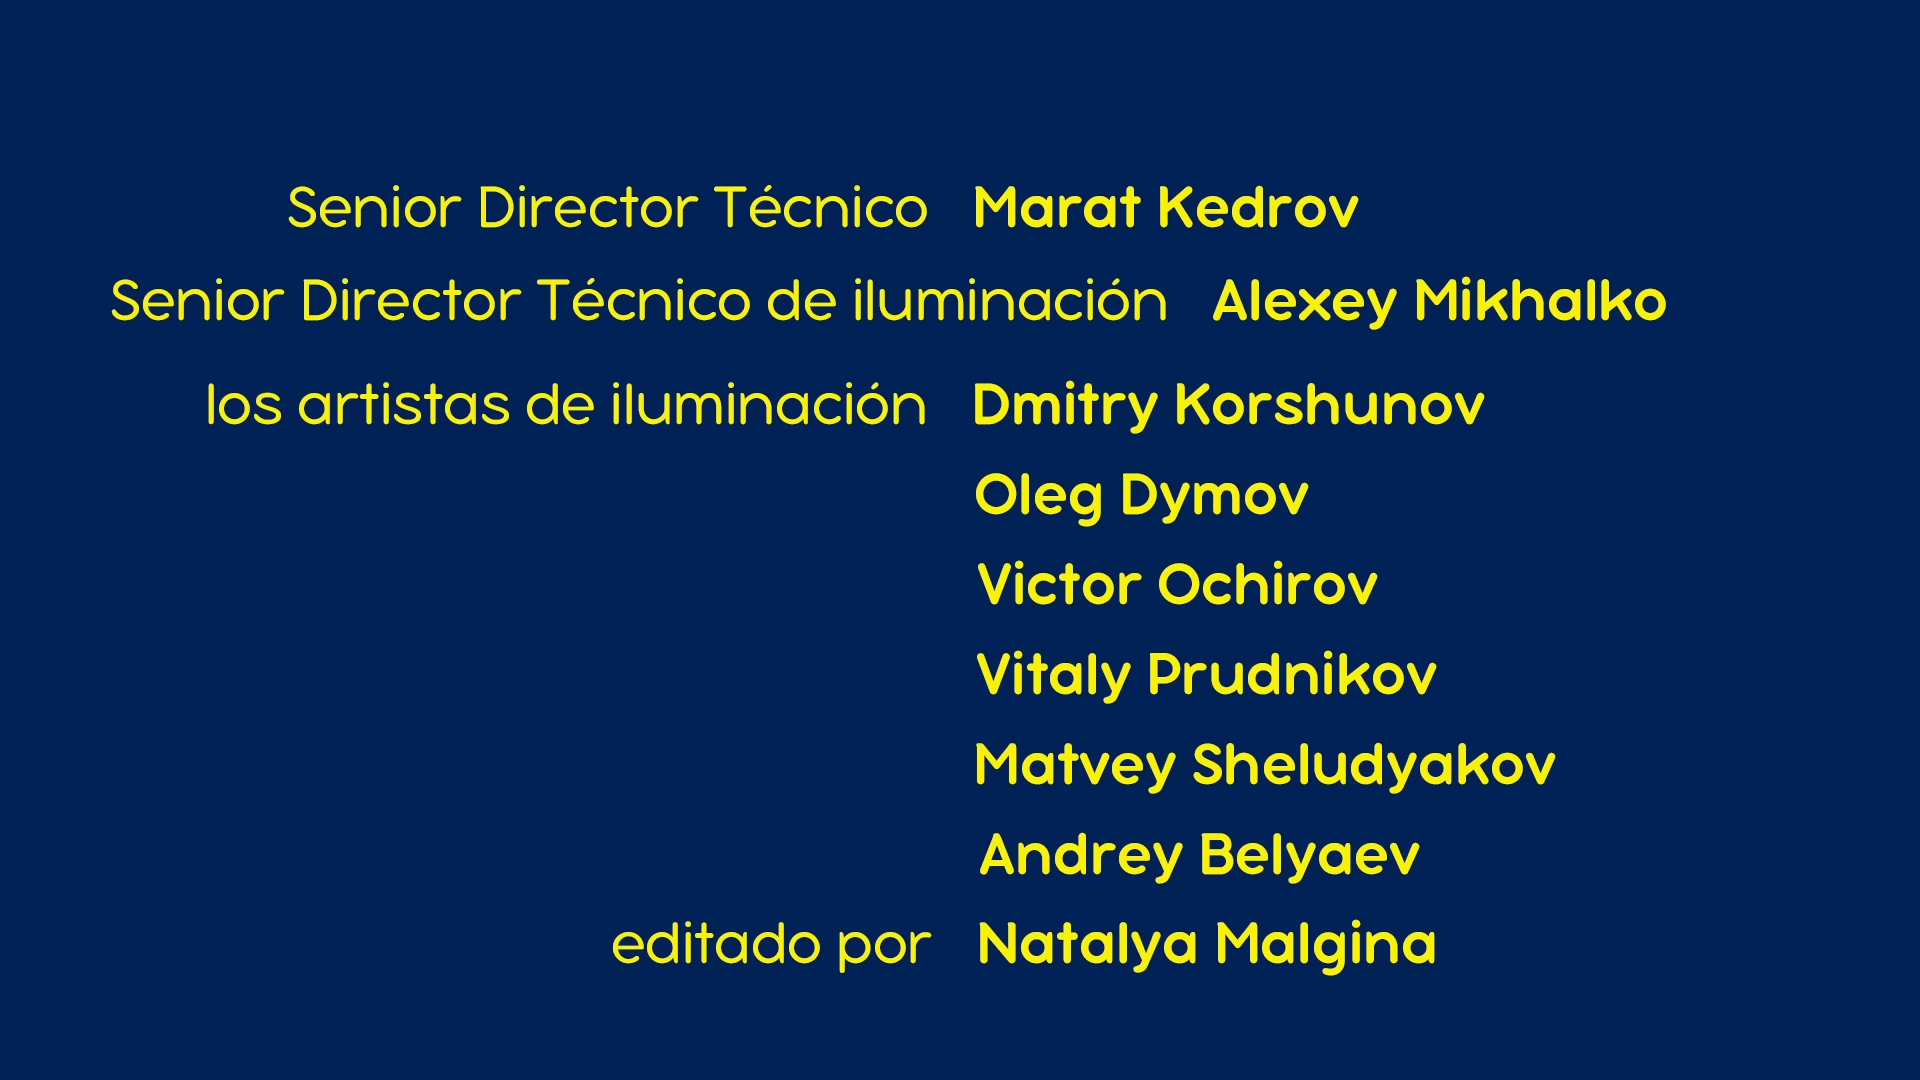 Senior Director Técnico Marat Kedrov
Senior Director Técnico de iluminación Alexey Mikhalko
los artistas de iluminación Dmitry Korshunov
Oleg Dymov
Victor Ochirov
Vitaly Prudnikov
Matvey Sheludyakov
Andrey Belyaev
editado por Natalya Malgina